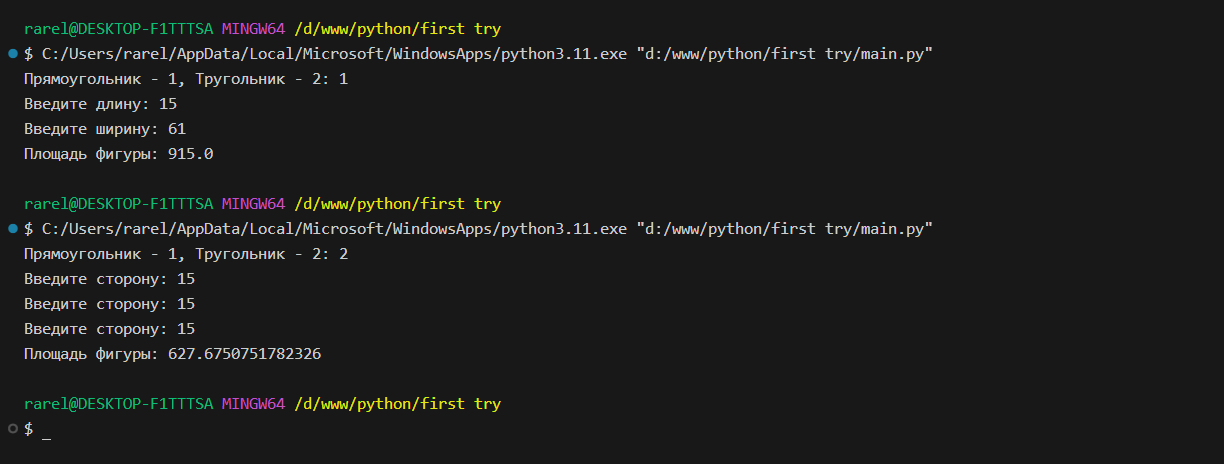 rarel@DESKTOP-F1TTTSA MINGW64 /d/www/python/first try
$ C:/Users/rarel/AppData/Local/Microsoft/WindowsApps/python3.11.exe "d:/www/python/first try/main.py"
Прямоугольник - 1, Тругольник - 2: 1
Введите длину: 15
Введите ширину: 61
Площадь фигуры: 915.0
rarel@DESKTOP-F1TTTSA MINGW64 /d/www/python/first try
$ C:/Users/rarel/AppData/Local/Microsoft/WindowsApps/python3.11.exe "d:/www/python/first try/main.py"
Прямоугольник - 1, Тругольник - 2: 2
Введите сторону: 15
Введите сторону: 15
Введите сторону: 15
Площадь фигуры: 627.6750751782326
rarel@DESKTOP-F1TTTSA MINGW64 /d/www/python/first try
$ _